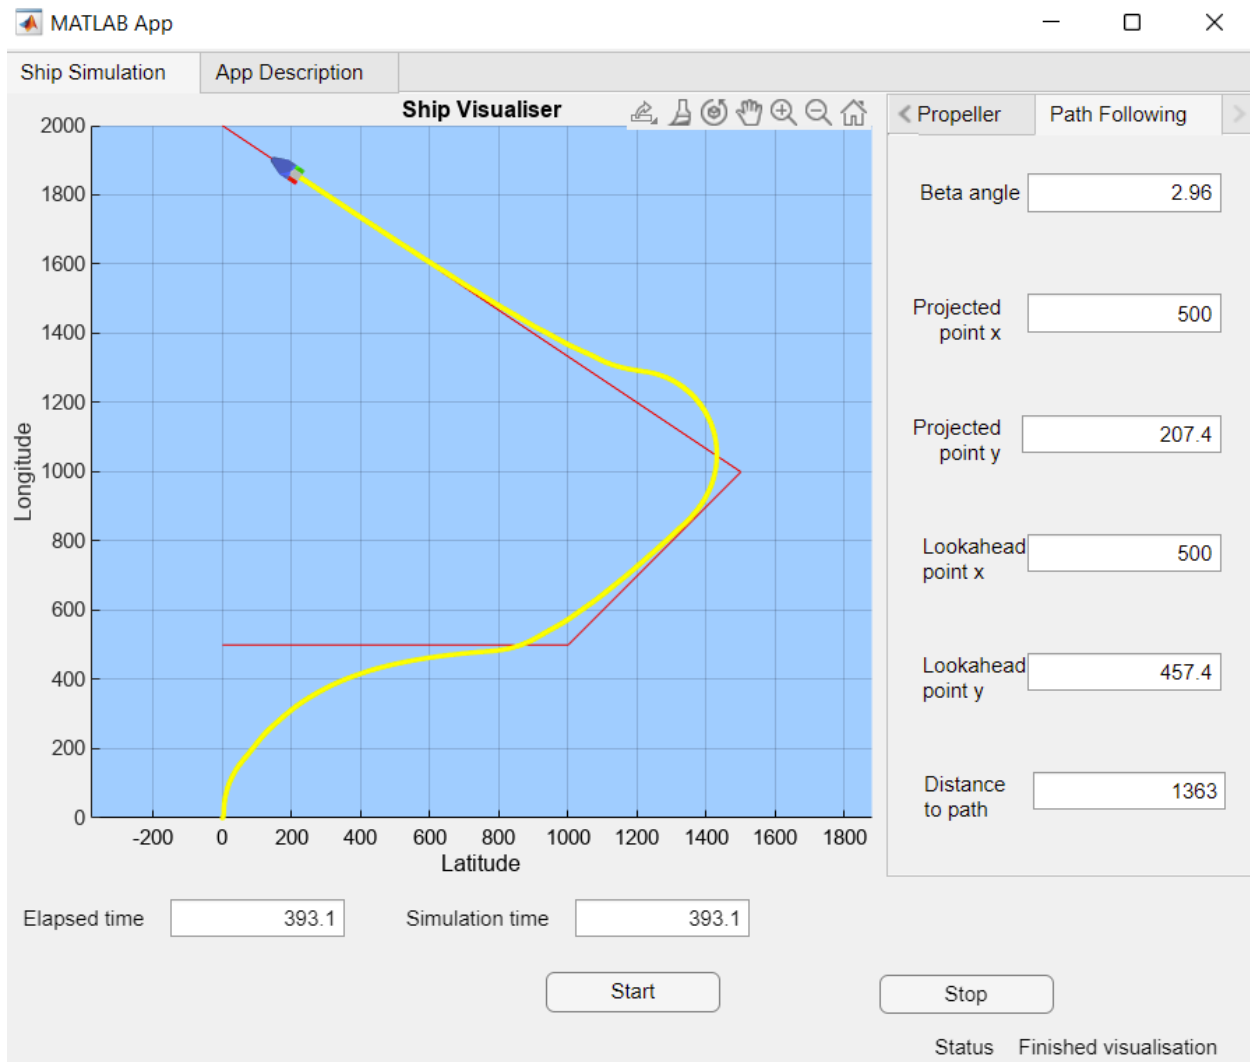 MATLAB App
Ship Simulation
App Description
Ship Visualiser
Propeller
Path Following
2000
1800
1600
1400
1200
1000
800
600
400
200
0
Longitude
-200
0
200
400
600
800
1000
1200
1400
1600
1800
Latitude
Beta angle
2.96
Projected
point x
500
Projected
point y
207.4
Lookahead
point x
500
Lookahead
point y
457.4
Distance
to path
1363
Elapsed time
393.1
Simulation time
393.1
Start
Stop
Status
Finished visualisation